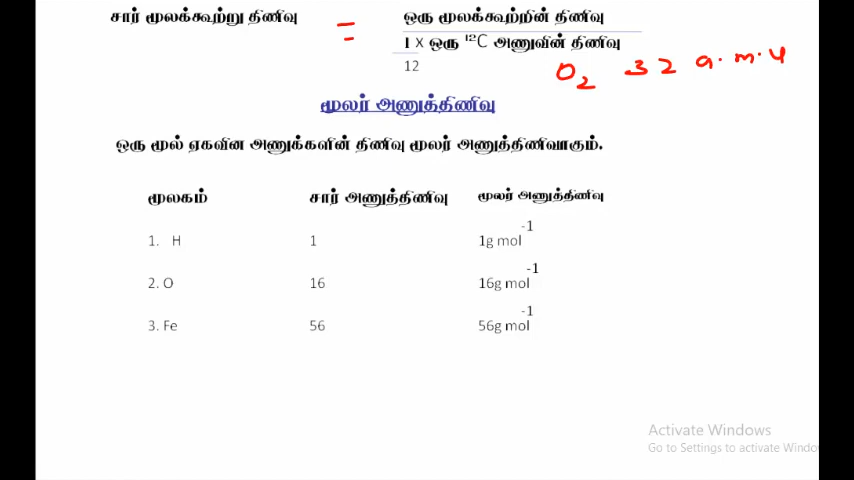 சார் மூலக்கூற்று திணிவு = ஒரு மூலக்கூற்றின் திணிவு
1 x ஒரு ¹²C அணுவின் திணிவு
12
O₂ 32 a.m.u
மூலர் அணுத்திணிவு
ஒரு மூல் ஏகவின அணுக்களின் திணிவு மூலர் அணுத்திணிவாகும்.
மூலகம் சார் அணுத்திணிவு மூலர் அணுத்திணிவு
1. H 1 1g mol⁻¹
2. O 16 16g mol⁻¹
3. Fe 56 56g mol⁻¹
Activate Windows
Go to Settings to activate Windo